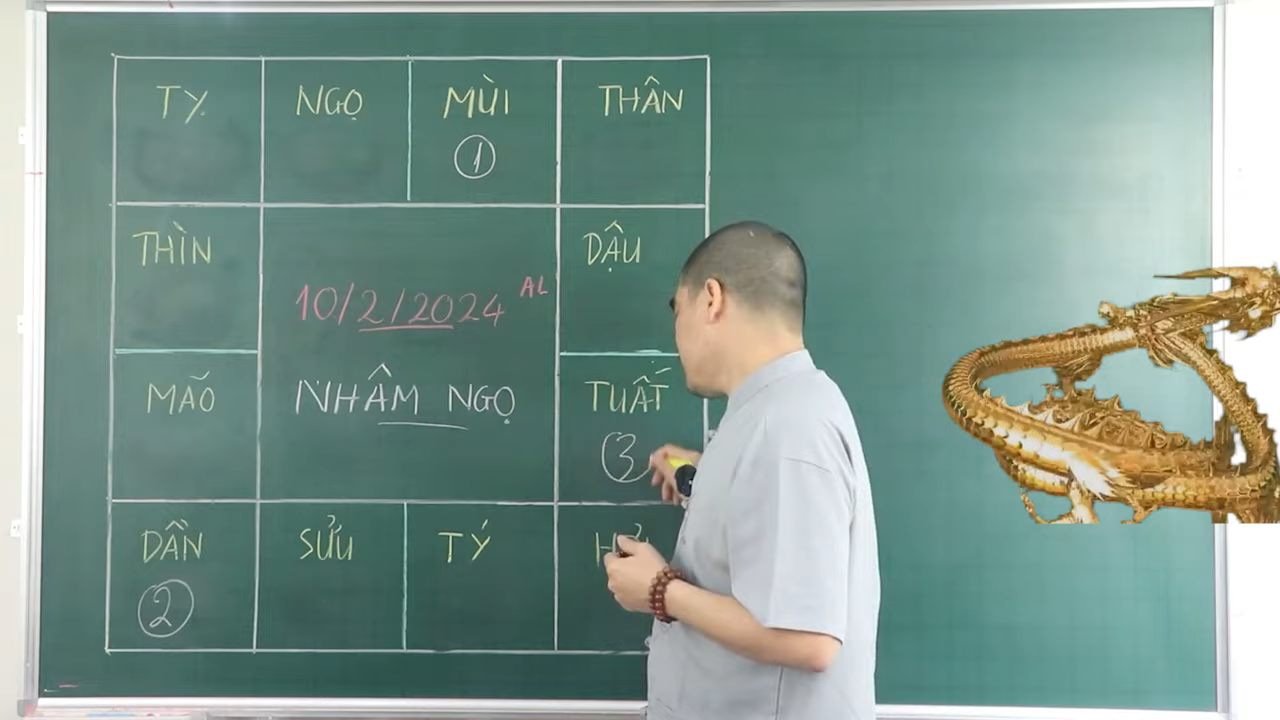 TỴ NGỌ MÙI THÂN
1
THÌN DẬU
10/2/2024 AL
MÃO NHÂM NGỌ TUẤT
3
DẦN SỬU TÝ
2